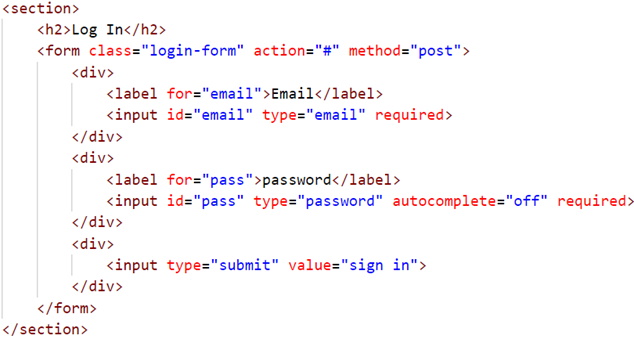 <section>
    <h2>Log In</h2>
    <form class="login-form" action="#" method="post">
        <div>
            <label for="email">Email</label>
            <input id="email" type="email" required>
        </div>
        <div>
            <label for="pass">password</label>
            <input id="pass" type="password" autocomplete="off" required>
        </div>
        <div>
            <input type="submit" value="sign in">
        </div>
    </form>
</section>